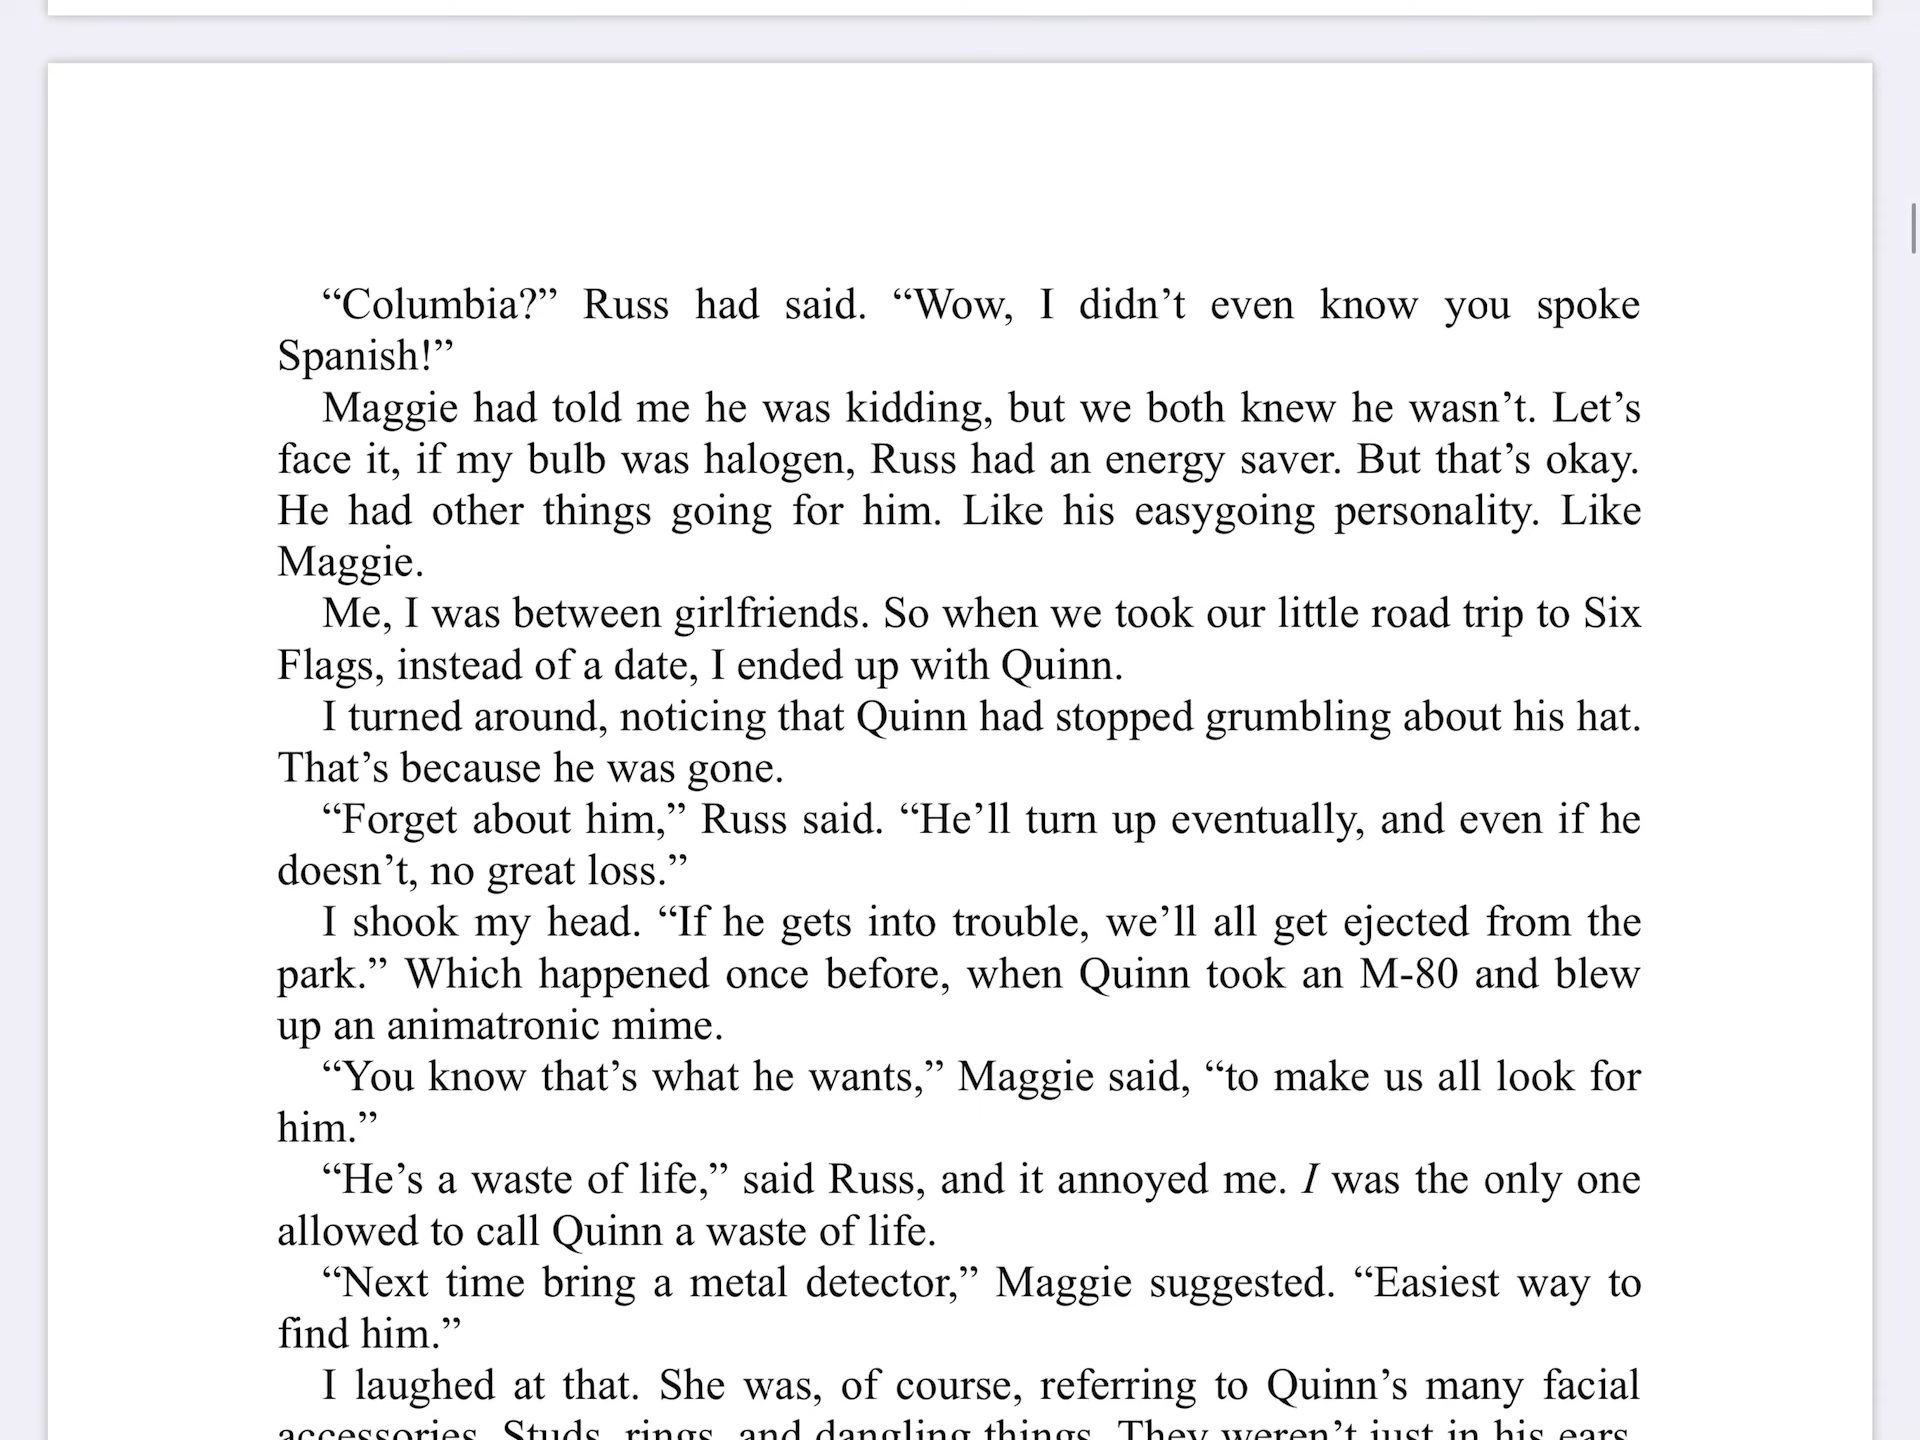 “Columbia?” Russ had said. “Wow, I didn’t even know you spoke
Spanish!”
Maggie had told me he was kidding, but we both knew he wasn’t. Let’s
face it, if my bulb was halogen, Russ had an energy saver. But that’s okay.
He had other things going for him. Like his easygoing personality. Like
Maggie.
Me, I was between girlfriends. So when we took our little road trip to Six
Flags, instead of a date, I ended up with Quinn.
I turned around, noticing that Quinn had stopped grumbling about his hat.
That’s because he was gone.
“Forget about him,” Russ said. “He’ll turn up eventually, and even if he
doesn’t, no great loss.”
I shook my head. “If he gets into trouble, we’ll all get ejected from the
park.” Which happened once before, when Quinn took an M-80 and blew
up an animatronic mime.
“You know that’s what he wants,” Maggie said, “to make us all look for
him.”
“He’s a waste of life,” said Russ, and it annoyed me. I was the only one
allowed to call Quinn a waste of life.
“Next time bring a metal detector,” Maggie suggested. “Easiest way to
find him.”
I laughed at that. She was, of course, referring to Quinn’s many facial
accessories. Studs, rings, and dangling things. They weren’t just in his ears,